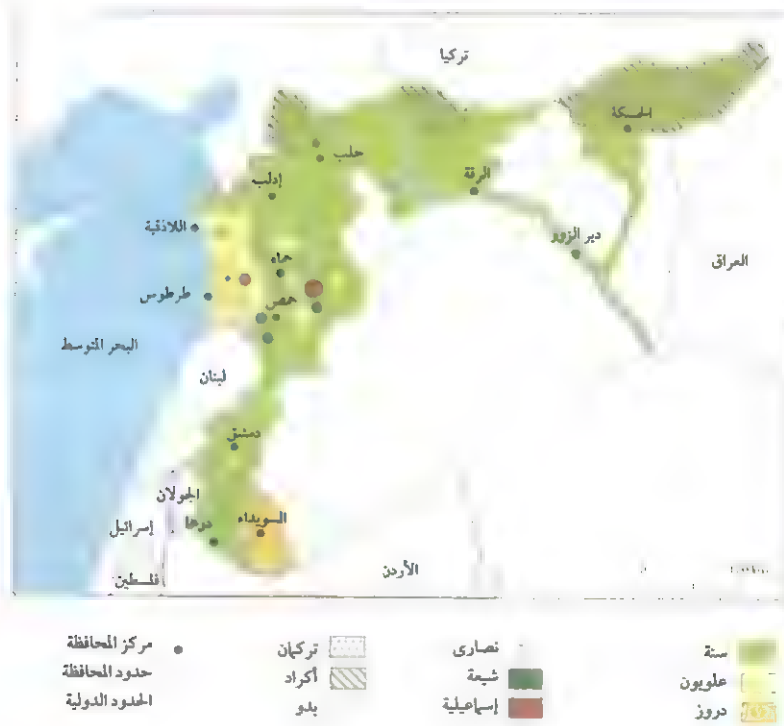 تركيا
الحسكة
حلب
إدلب
الرقة
اللاذقية
دير الزور
حماه
العراق
طرطوس
حمص
البحر المتوسط
لبنان
دمشق
الجولان
السويداء
درعا
إسرائيل
الأردن
فلسطين
مركز المحافظة
تركمان
نصارى
سنة
حدود المحافظة
أكراد
شيعة
علويون
الحدود الدولية
بدو
إسماعيلية
دروز